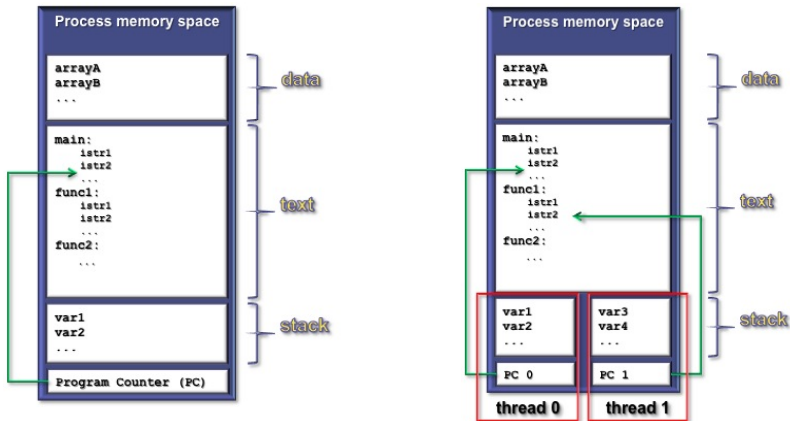 Process memory space
arrayA
arrayB
...
data
main:
istr1
istr2
...
func1:
istr1
istr2
...
func2:
...
text
var1
var2
...
stack
Program Counter (PC)
Process memory space
arrayA
arrayB
...
data
main:
istr1
istr2
...
func1:
istr1
istr2
...
func2:
...
text
var1
var2
...
var3
var4
...
stack
PC 0
PC 1
thread 0
thread 1